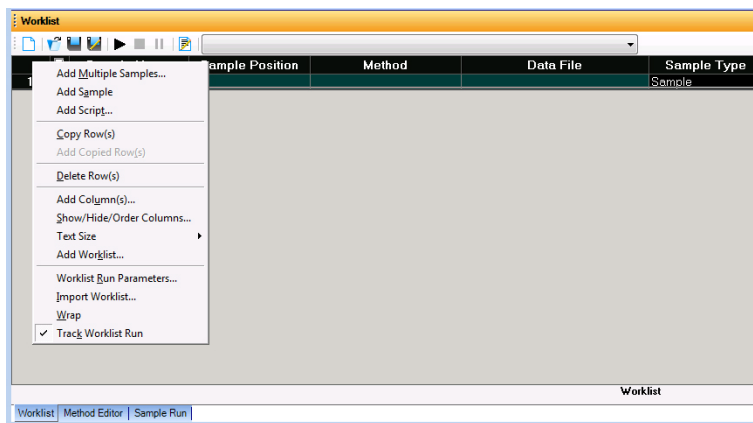 Worklist
Sample Position Method Data File Sample Type
1 Sample
Add Multiple Samples...
Add Sample
Add Script...
Copy Row(s)
Add Copied Row(s)
Delete Row(s)
Add Column(s)...
Show/Hide/Order Columns...
Text Size
Add Worklist...
Worklist Run Parameters...
Import Worklist...
Wrap
Track Worklist Run
Worklist
Worklist Method Editor Sample Run